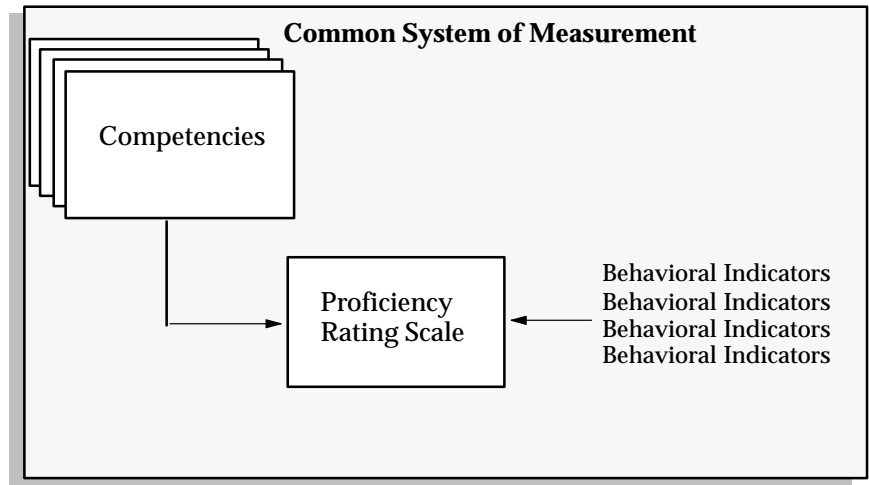 Common System of Measurement
Competencies
Proficiency
Rating Scale
Behavioral Indicators
Behavioral Indicators
Behavioral Indicators
Behavioral Indicators